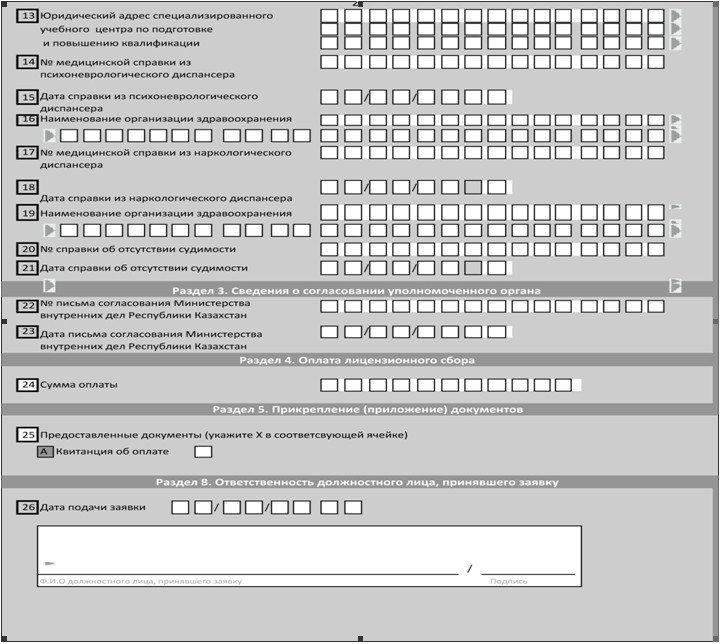 13 Юридический адрес специализированного
учебного центра по подготовке
и повышению квалификации
14 № медицинской справки из
психоневрологического диспансера
15 Дата справки из психоневрологического
диспансера
/ /
16 Наименование организации здравоохранения
17 № медицинской справки из наркологического
диспансера
18
/ /
Дата справки из наркологического диспансера
19 Наименование организации здравоохранения
20 № справки об отсутствии судимости
21 Дата справки об отсутствии судимости / /
Раздел 3. Сведения о согласовании уполномоченного органа
22 № письма согласования Министерства
внутренних дел Республики Казахстан
23 Дата письма согласования Министерства / /
внутренних дел Республики Казахстан
Раздел 4. Оплата лицензионного сбора
24 Сумма оплаты
Раздел 5. Прикрепление (приложение) документов
25 Предоставленные документы (укажите X в соответсвующей ячейке)
A Квитанция об оплате
Раздел 8. Ответственность должностного лица, принявшего заявку
26 Дата подачи заявки / /
/
Ф.И.О должностного лица, принявшего заявку Подпись